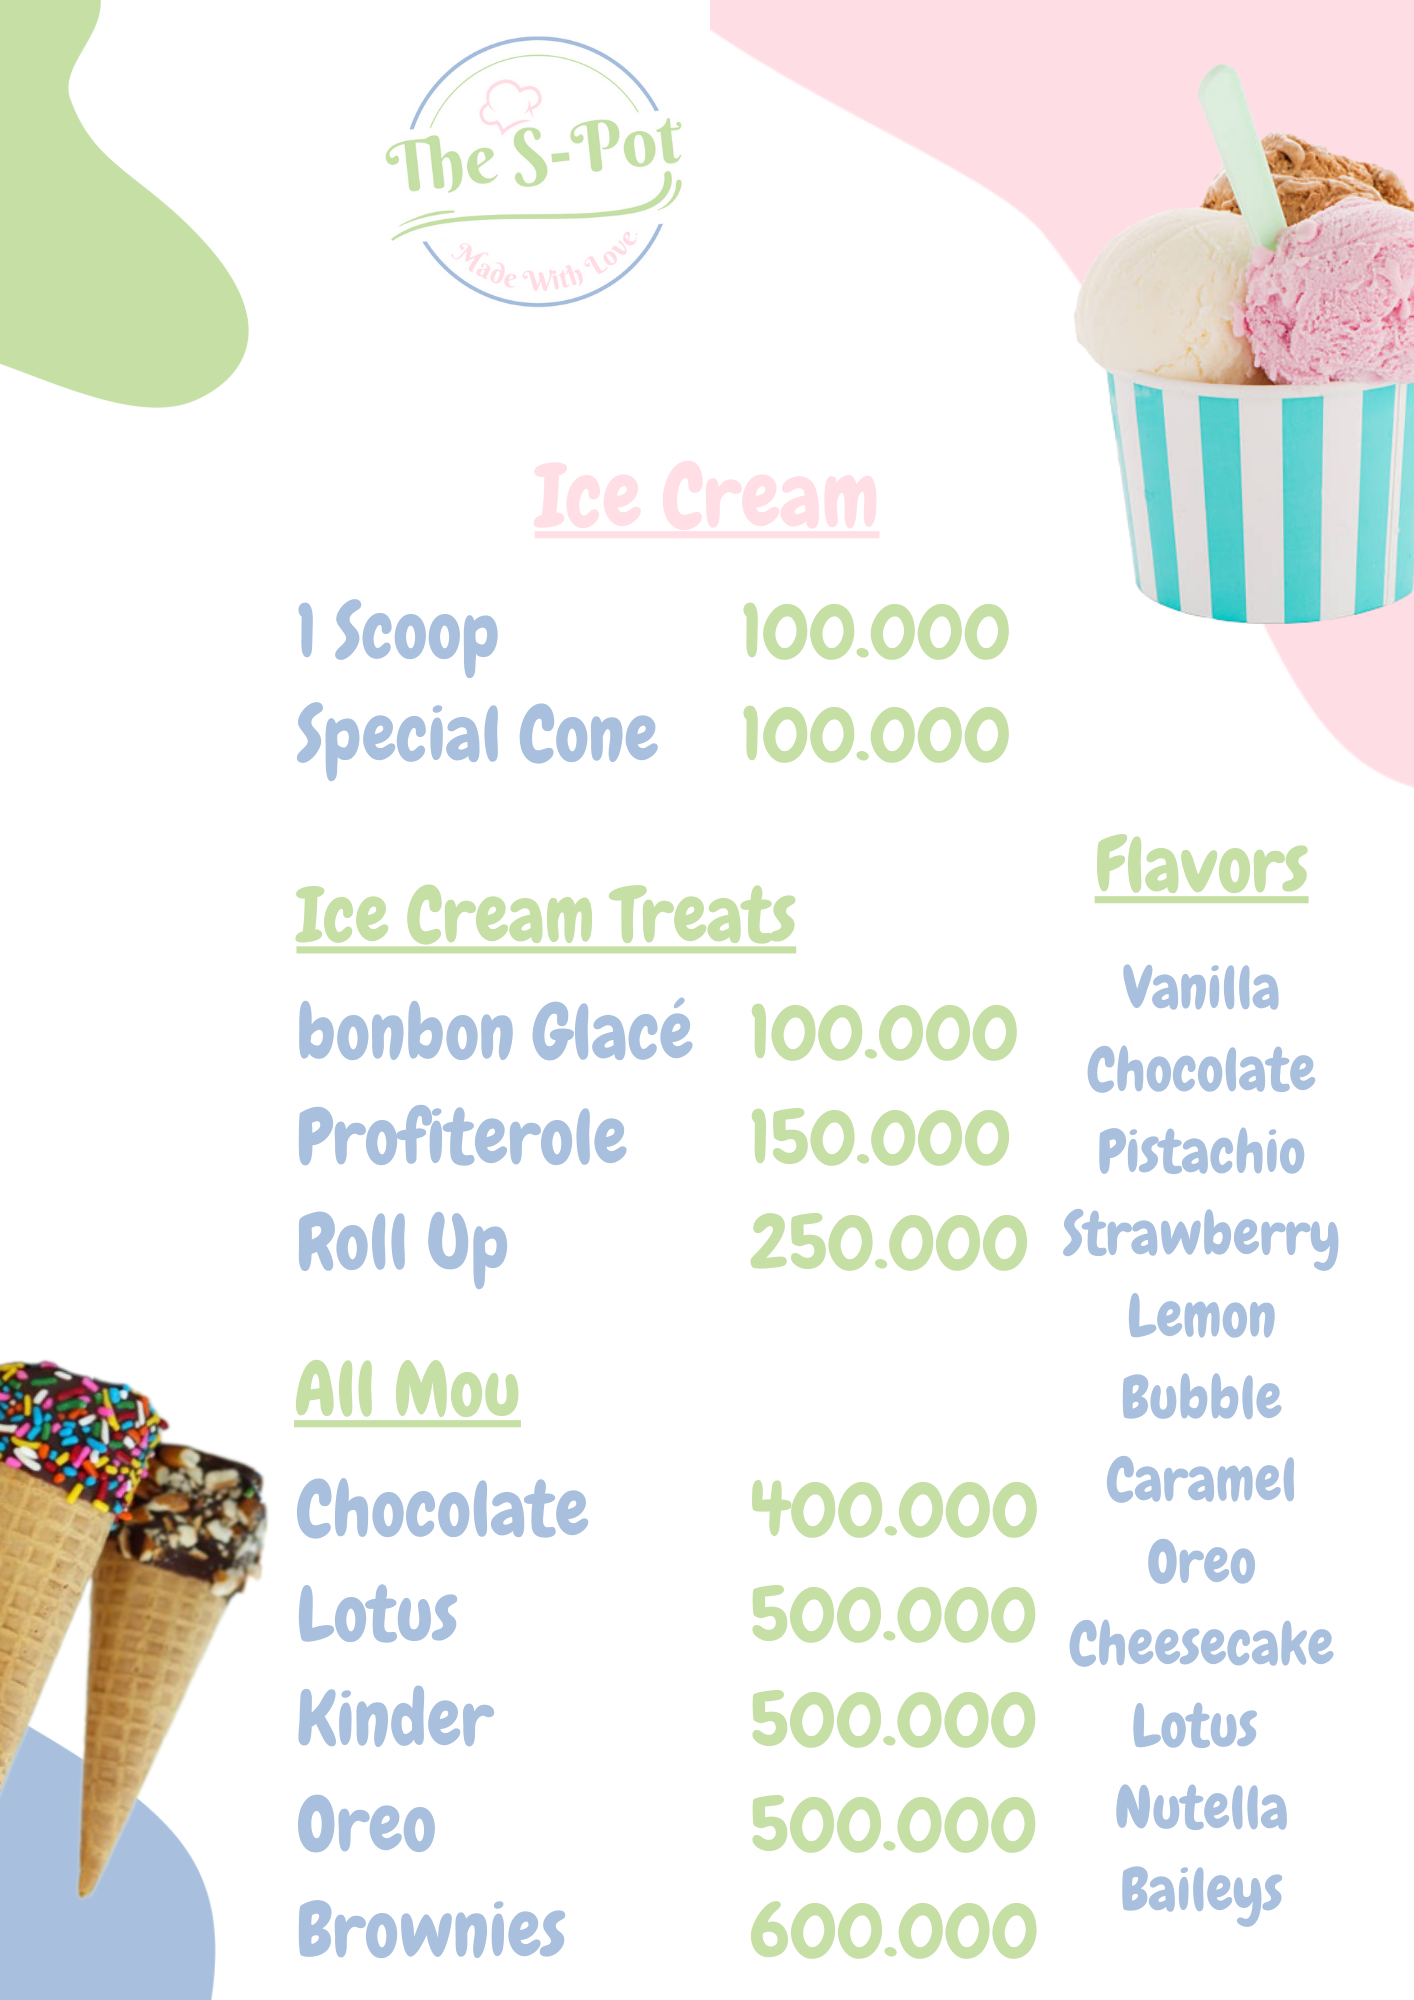 The S-Pot
Made With Love
Ice Cream
1 Scoop 100.000
Special Cone 100.000
Ice Cream Treats
bonbon Glacé 100.000
Profiterole 150.000
Roll Up 250.000
All Mou
Chocolate 400.000
Lotus 500.000
Kinder 500.000
Oreo 500.000
Brownies 600.000
Flavors
Vanilla
Chocolate
Pistachio
Strawberry
Lemon
Bubble
Caramel
Oreo
Cheesecake
Lotus
Nutella
Baileys